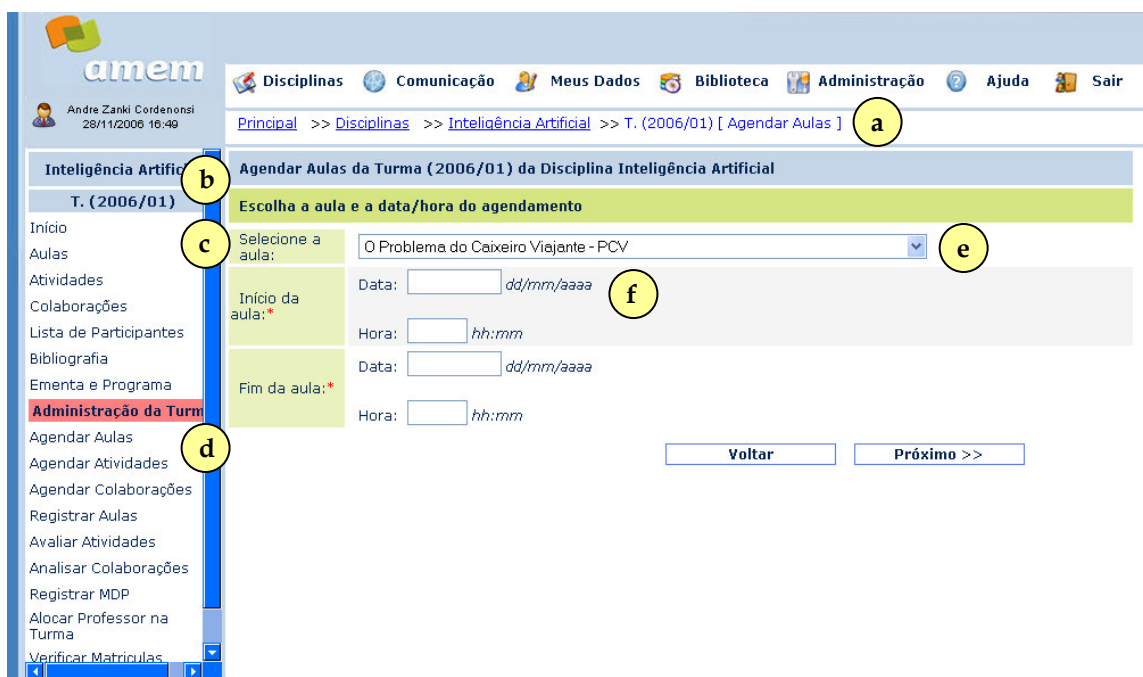 amem
Disciplinas Comunicação Meus Dados Biblioteca Administração Ajuda Sair
Andre Zanki Cordenonsi
28/11/2006 16:49
Principal >> Disciplinas >> Inteligência Artificial >> T. (2006/01) [ Agendar Aulas ]
a
Inteligência Artific
b
T. (2006/01)
Início
c
Aulas
Atividades
Colaborações
Lista de Participantes
Bibliografia
Ementa e Programa
Administração da Turm
Agendar Aulas
d
Agendar Atividades
Agendar Colaborações
Registrar Aulas
Avaliar Atividades
Analisar Colaborações
Registrar MDP
Alocar Professor na
Turma
Verificar Matriculas
Agendar Aulas da Turma (2006/01) da Disciplina Inteligência Artificial
Escolha a aula e a data/hora do agendamento
Selecione a
aula:
O Problema do Caixeiro Viajante - PCV
e
Início da
aula:*
Data: dd/mm/aaaa
f
Hora: hh:mm
Fim da aula:*
Data: dd/mm/aaaa
Hora: hh:mm
Voltar
Próximo >>